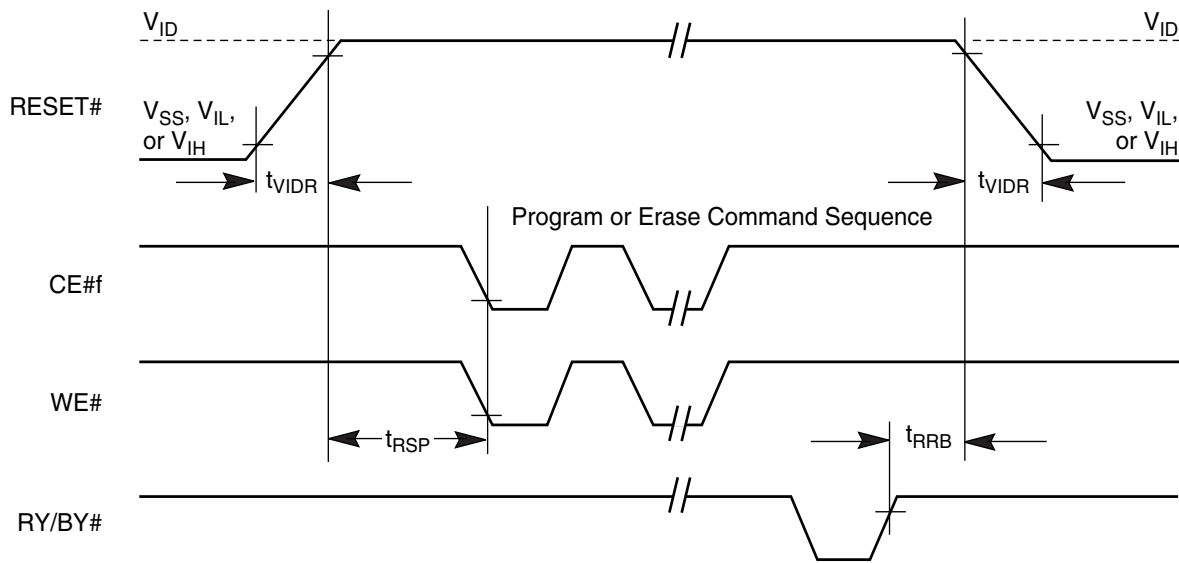 VID
VID
RESET#
VSS, VIL,
or VIH
VSS, VIL,
or VIH
tVIDR
tVIDR
Program or Erase Command Sequence
CE#f
WE#
tRSP
tRRB
RY/BY#